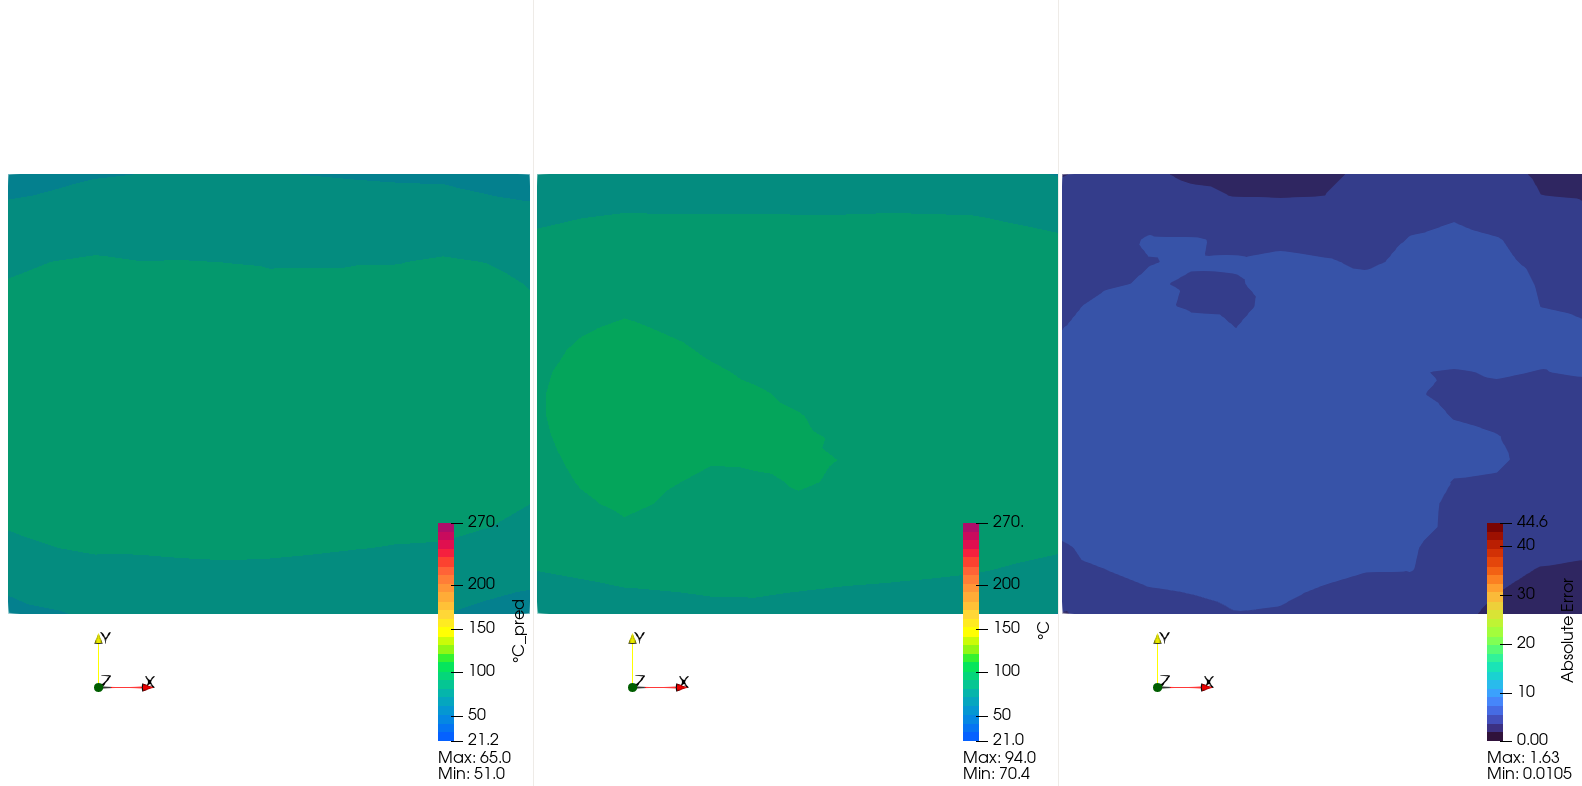 270.
200
150
100
50
21.2
°C_pred
Max: 65.0
Min: 51.0
Y
Z
X
270.
200
150
100
50
21.0
°C
Max: 94.0
Min: 70.4
Y
Z
X
44.6
40
30
20
10
0.00
Absolute Error
Max: 1.63
Min: 0.0105
Y
Z
X